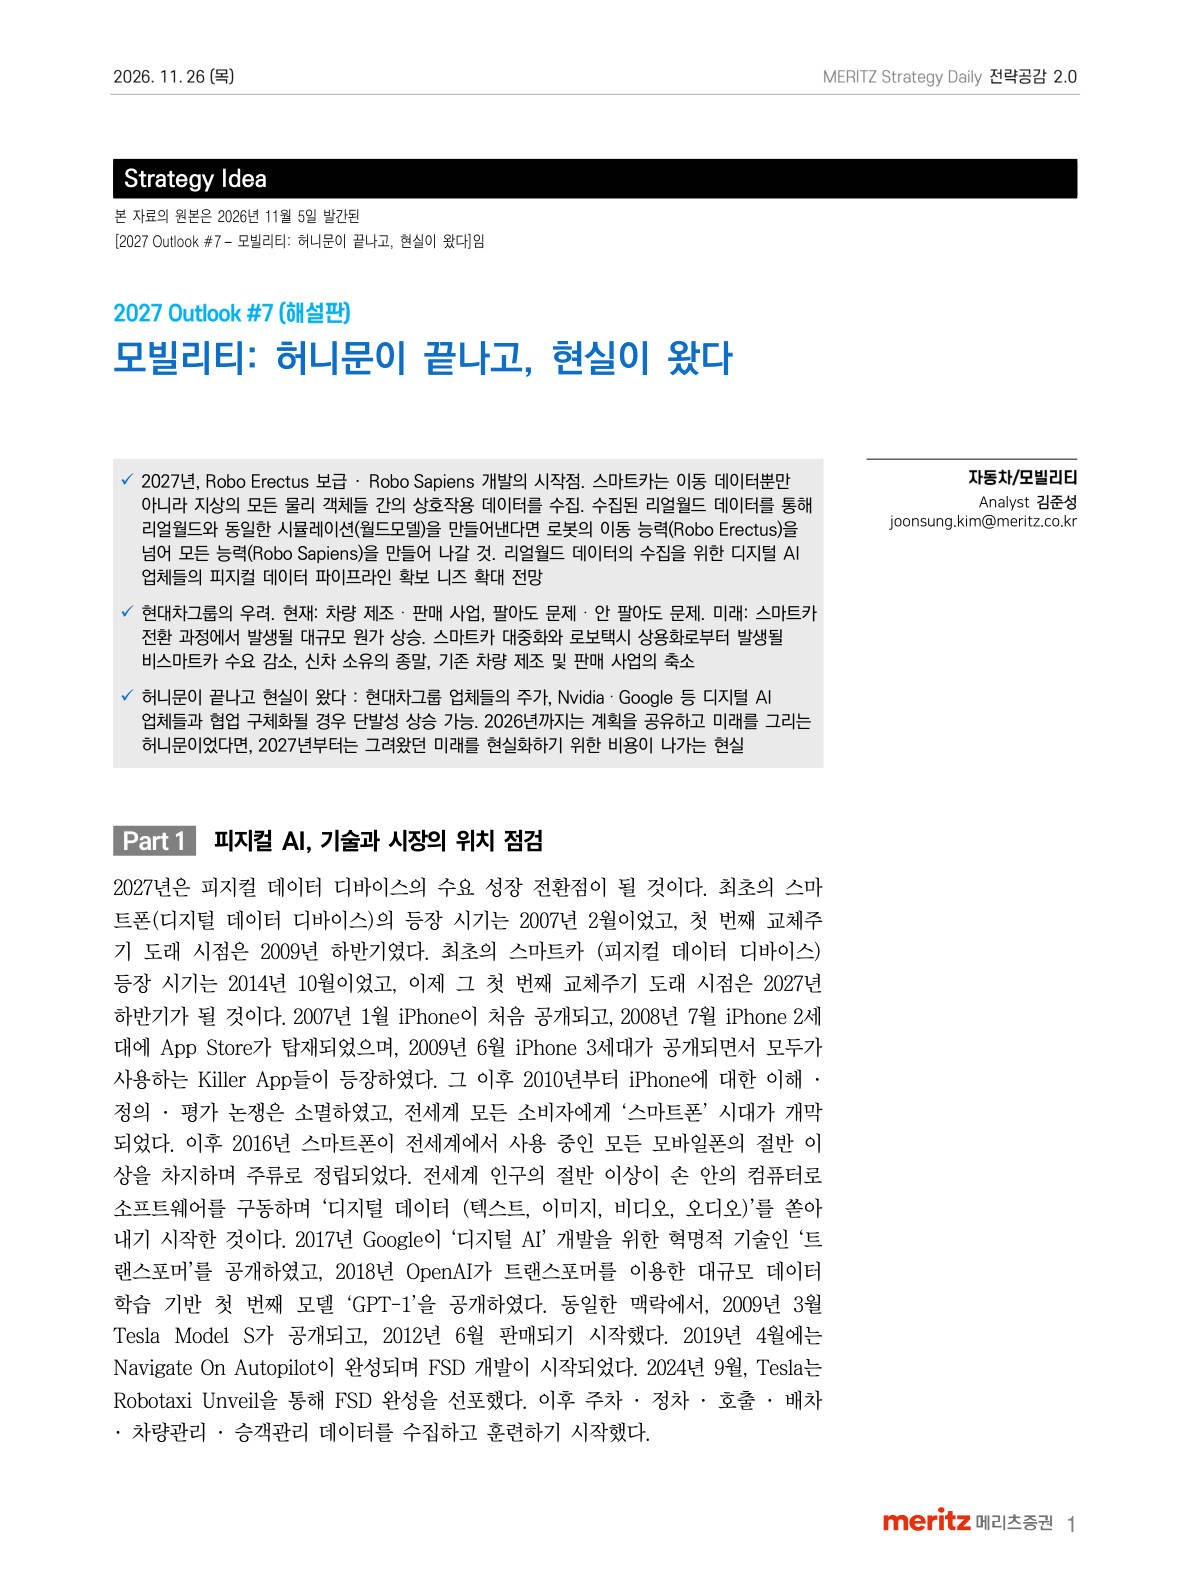 2026. 11. 26 (목)
MERITZ Strategy Daily 전략공감 2.0
Strategy Idea
본 자료의 원본은 2026년 11월 5일 발간된
[2027 Outlook #7 – 모빌리티: 허니문이 끝나고, 현실이 왔다]임
2027 Outlook #7 (해설판)
모빌리티: 허니문이 끝나고, 현실이 왔다
✓ 2027년, Robo Erectus 보급 · Robo Sapiens 개발의 시작점. 스마트카는 이동 데이터뿐만
아니라 지상의 모든 물리 객체들 간의 상호작용 데이터를 수집. 수집된 리얼월드 데이터를 통해
리얼월드와 동일한 시뮬레이션(월드모델)을 만들어낸다면 로봇의 이동 능력(Robo Erectus)을
넘어 모든 능력(Robo Sapiens)을 만들어 나갈 것. 리얼월드 데이터의 수집을 위한 디지털 AI
업체들의 피지컬 데이터 파이프라인 확보 니즈 확대 전망
✓ 현대차그룹의 우려. 현재: 차량 제조 · 판매 사업, 팔아도 문제 · 안 팔아도 문제. 미래: 스마트카
전환 과정에서 발생될 대규모 원가 상승. 스마트카 대중화와 로보택시 상용화로부터 발생될
비스마트카 수요 감소, 신차 소유의 종말, 기존 차량 제조 및 판매 사업의 축소
✓ 허니문이 끝나고 현실이 왔다 : 현대차그룹 업체들의 주가, Nvidia · Google 등 디지털 AI
업체들과 협업 구체화될 경우 단발성 상승 가능. 2026년까지는 계획을 공유하고 미래를 그리는
허니문이었다면, 2027년부터는 그려왔던 미래를 현실화하기 위한 비용이 나가는 현실
자동차/모빌리티
Analyst 김준성
joonsung.kim@meritz.co.kr
Part 1 피지컬 AI, 기술과 시장의 위치 점검
2027년은 피지컬 데이터 디바이스의 수요 성장 전환점이 될 것이다. 최초의 스마
트폰(디지털 데이터 디바이스)의 등장 시기는 2007년 2월이었고, 첫 번째 교체주
기 도래 시점은 2009년 하반기였다. 최초의 스마트카 (피지컬 데이터 디바이스)
등장 시기는 2014년 10월이었고, 이제 그 첫 번째 교체주기 도래 시점은 2027년
하반기가 될 것이다. 2007년 1월 iPhone이 처음 공개되고, 2008년 7월 iPhone 2세
대에 App Store가 탑재되었으며, 2009년 6월 iPhone 3세대가 공개되면서 모두가
사용하는 Killer App들이 등장하였다. 그 이후 2010년부터 iPhone에 대한 이해 ·
정의 · 평가 논쟁은 소멸하였고, 전세계 모든 소비자에게 ‘스마트폰’ 시대가 개막
되었다. 이후 2016년 스마트폰이 전세계에서 사용 중인 모든 모바일폰의 절반 이
상을 차지하며 주류로 정립되었다. 전세계 인구의 절반 이상이 손 안의 컴퓨터로
소프트웨어를 구동하며 ‘디지털 데이터 (텍스트, 이미지, 비디오, 오디오)’를 쏟아
내기 시작한 것이다. 2017년 Google이 ‘디지털 AI’ 개발을 위한 혁명적 기술인 ‘트
랜스포머’를 공개하였고, 2018년 OpenAI가 트랜스포머를 이용한 대규모 데이터
학습 기반 첫 번째 모델 ‘GPT-1’을 공개하였다. 동일한 맥락에서, 2009년 3월
Tesla Model S가 공개되고, 2012년 6월 판매되기 시작했다. 2019년 4월에는
Navigate On Autopilot이 완성되며 FSD 개발이 시작되었다. 2024년 9월, Tesla는
Robotaxi Unveil을 통해 FSD 완성을 선포했다. 이후 주차 · 정차 · 호출 · 배차
· 차량관리 · 승객관리 데이터를 수집하고 훈련하기 시작했다.
meritz 메리츠증권 1